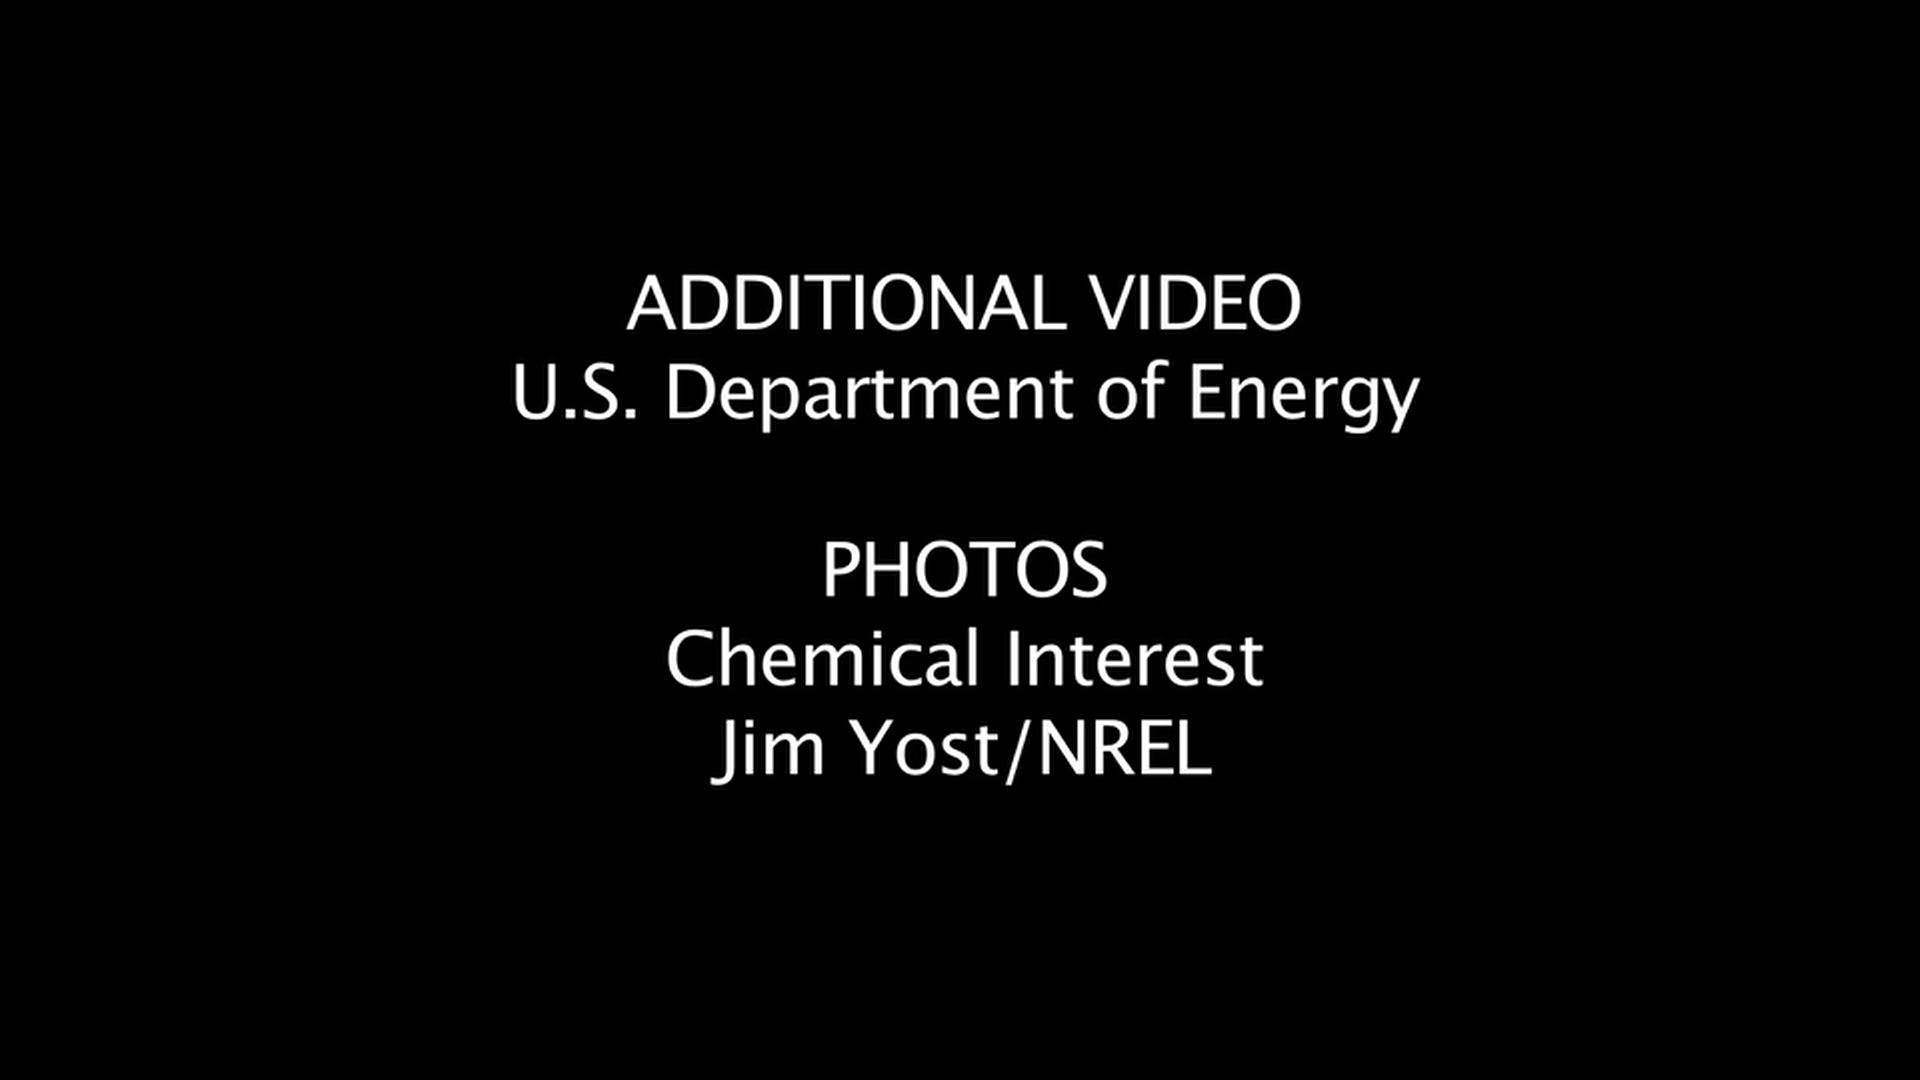 ADDITIONAL VIDEO
U.S. Department of Energy
PHOTOS
Chemical Interest
Jim Yost/NREL